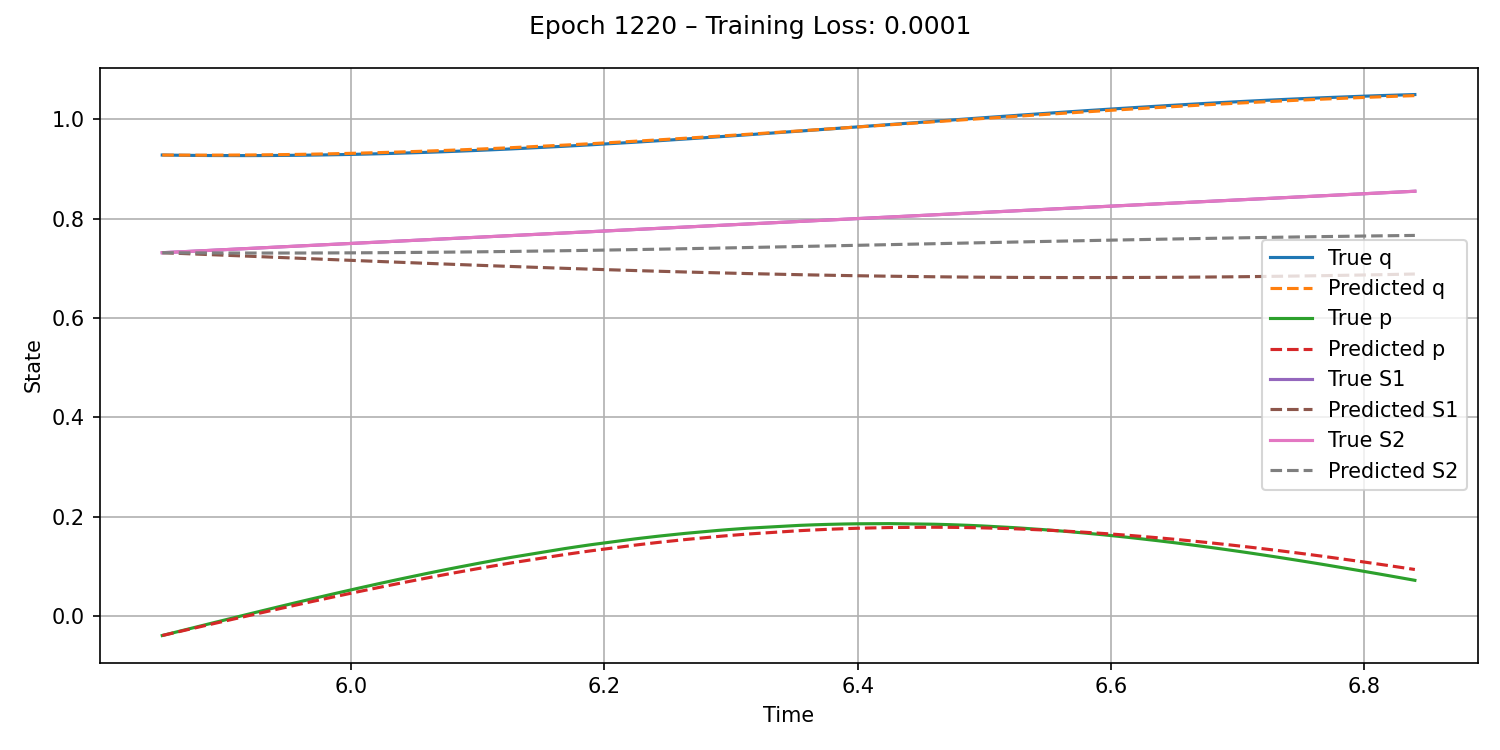 Epoch 1220 – Training Loss: 0.0001
1.0
0.8
0.6
0.4
0.2
0.0
State
True q
Predicted q
True p
Predicted p
True S1
Predicted S1
True S2
Predicted S2
6.0
6.2
6.4
6.6
6.8
Time